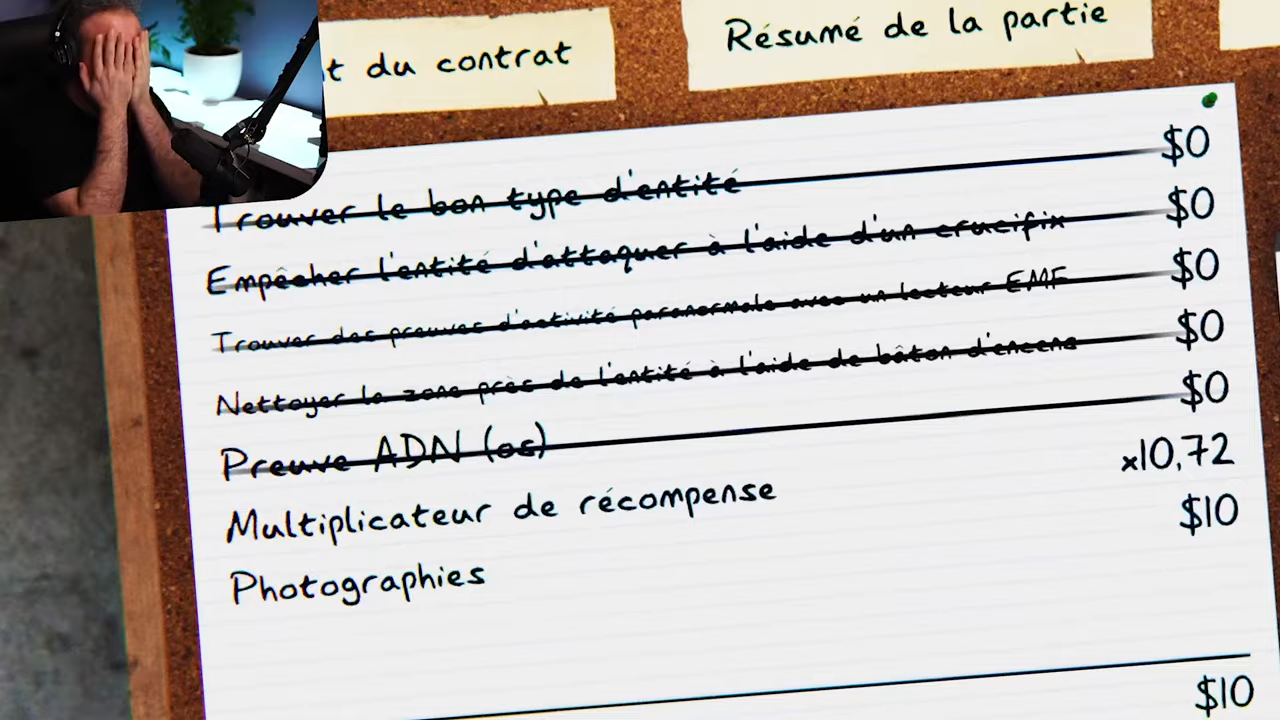 t du contrat
Résumé de la partie
Trouver le bon type d'entité $0
Empêcher l'entité d'attaquer à l'aide d'un crucifix $0
Trouver des preuves d'activité paranormale avec un lecteur EMF $0
Nettoyer la zone près de l'entité à l'aide de bâton d'encens $0
Preuve ADN (os) $0
Multiplicateur de récompense x10,72
Photographies $10
$10